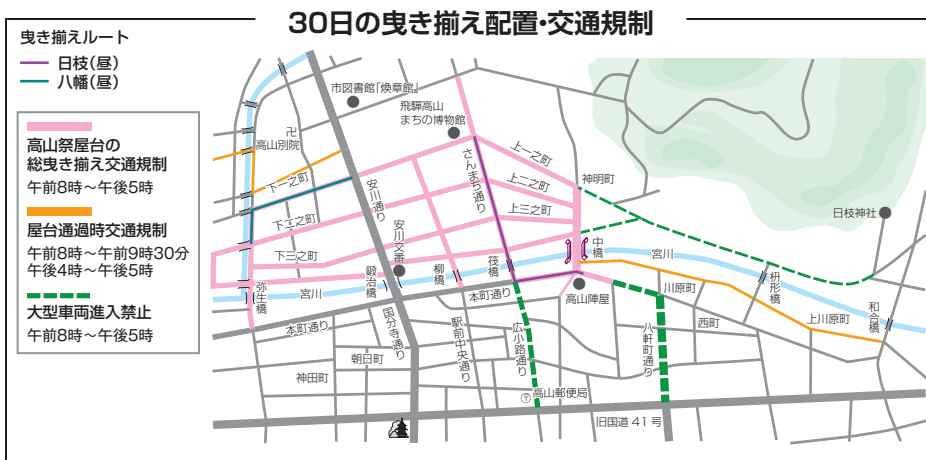 30日の曳き揃え配置・交通規制
曳き揃えルート
日枝（昼）
八幡（昼）
高山祭屋台の
総曳き揃え交通規制
午前8時～午後5時
屋台通過時交通規制
午前8時～午前9時30分
午後4時～午後5時
大型車両進入禁止
午前8時～午後5時
市図書館「煥章館」
飛騨高山
まちの博物館
卍
高山別院
下一之町
下二之町
下三之町
安川通り
安川交番
さんまち通り
上一之町
上二之町
上三之町
神明町
日枝神社
中橋
宮川
筏橋
柳橋
鍛冶橋
宮川
弥生橋
枡形橋
和合橋
本町通り
本町通り
高山陣屋
川原町
西町
上川原町
八軒町通り
広小路通り
駅前中央通り
国分寺通り
朝日町
神田町
〒高山郵便局
旧国道41号